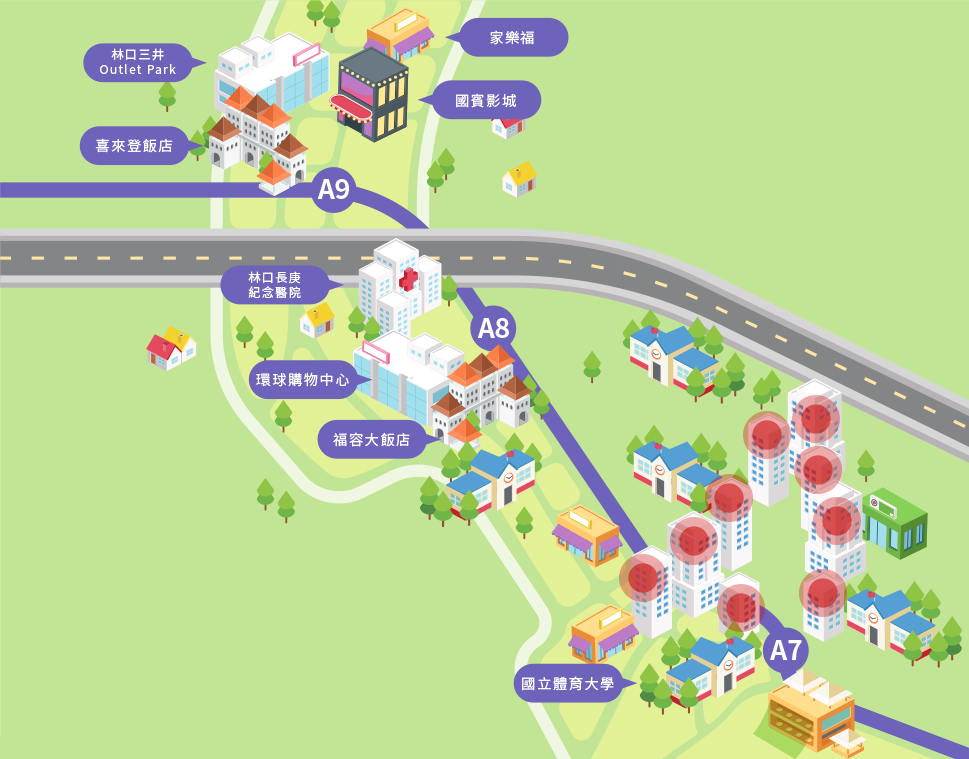 家樂福
林口三井
Outlet Park
國賓影城
喜來登飯店
A9
林口長庚
紀念醫院
A8
環球購物中心
福容大飯店
A7
國立體育大學